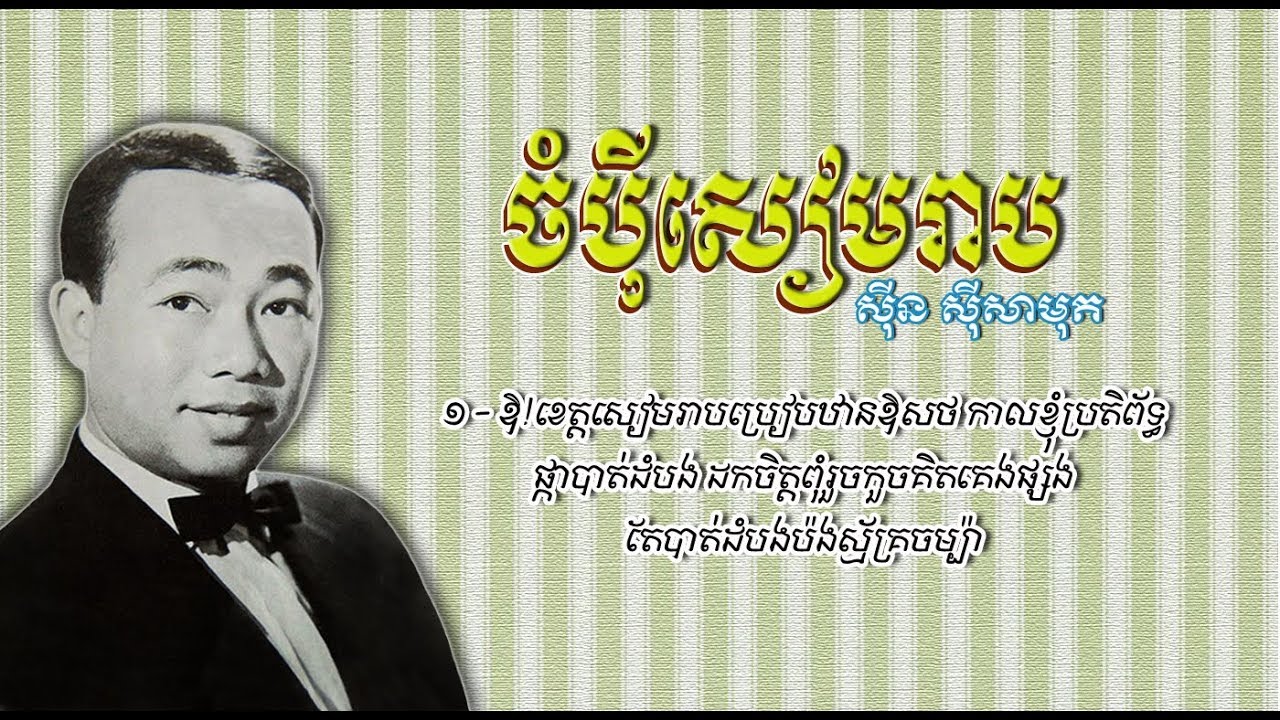 ចំប៉ីសៀមរាប
ស៊ីន ស៊ីសាមុត
១ - ឱ!ខេត្តសៀមរាបប្រៀបឋានឱសថ កាលខ្ញុំប្រតិព័ទ្ធ
ផ្កាបាត់ដំបង ដកចិត្តពុំរួចកួចគិតគេងផ្សង
តែបាត់ដំបងប៉ងស្ម័គ្រចម្ប៉ា